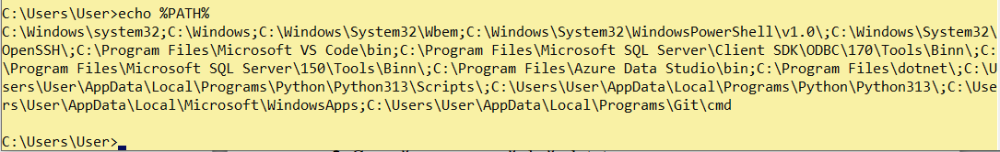 C:\Users\User>echo %PATH%
C:\Windows\system32;C:\Windows;C:\Windows\System32\Wbem;C:\Windows\System32\WindowsPowerShell\v1.0\;C:\Windows\System32\
OpenSSH\;C:\Program Files\Microsoft VS Code\bin;C:\Program Files\Microsoft SQL Server\Client SDK\ODBC\170\Tools\Binn\;C:
\Program Files\Microsoft SQL Server\150\Tools\Binn\;C:\Program Files\Azure Data Studio\bin;C:\Program Files\dotnet\;C:\U
sers\User\AppData\Local\Programs\Python\Python313\Scripts\;C:\Users\User\AppData\Local\Programs\Python\Python313\;C:\Use
rs\User\AppData\Local\Microsoft\WindowsApps;C:\Users\User\AppData\Local\Programs\Git\cmd
C:\Users\User>